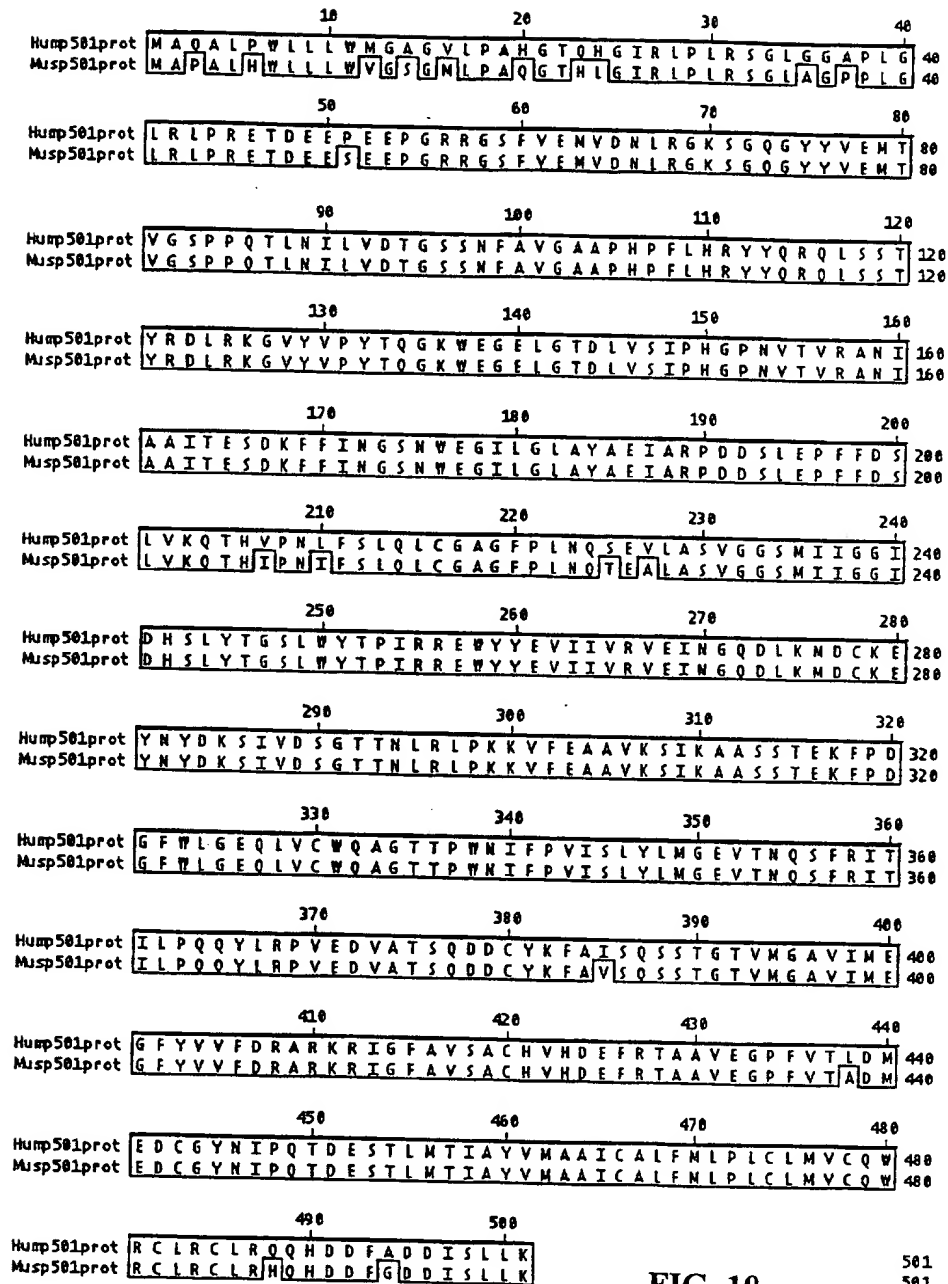 10 20 30 40
Hump501prot M A Q A L P W L L L W M G A G V L P A H G T Q H G I R L P L R S G L G G A P L G 40
Musp501prot M A P A L H W L L L W V G S G N L P A Q G T H L G I R L P L R S G L A G P P L G 40
50 60 70 80
Hump501prot L R L P R E T D E E P E E P G R R G S F V E M V D N L R G K S G Q G Y Y V E M T 80
Musp501prot L R L P R E T D E E S E E P G R R G S F V E M V D N L R G K S G Q G Y Y V E M T 80
90 100 110 120
Hump501prot V G S P P Q T L N I L V D T G S S N F A V G A A P H P F L H R Y Y Q R Q L S S T 120
Musp501prot V G S P P Q T L N I L V D T G S S N F A V G A A P H P F L H R Y Y Q R Q L S S T 120
130 140 150 160
Hump501prot Y R D L R K G V Y V P Y T Q G K W E G E L G T D L V S I P H G P N V T V R A N I 160
Musp501prot Y R D L R K G V Y V P Y T Q G K W E G E L G T D L V S I P H G P N V T V R A N I 160
170 180 190 200
Hump501prot A A I T E S D K F F I N G S N W E G I L G L A Y A E I A R P D D S L E P F F D S 200
Musp501prot A A I T E S D K F F I N G S N W E G I L G L A Y A E I A R P D D S L E P F F D S 200
210 220 230 240
Hump501prot L V K Q T H V P N L F S L Q L C G A G F P L N Q S E V L A S V G G S M I I G G I 240
Musp501prot L V K Q T H I P N I F S L Q L C G A G F P L N Q T E A L A S V G G S M I I G G I 240
250 260 270 280
Hump501prot D H S L Y T G S L W Y T P I R R E W Y Y E V I I V R V E I N G Q D L K M D C K E 280
Musp501prot D H S L Y T G S L W Y T P I R R E W Y Y E V I I V R V E I N G Q D L K M D C K E 280
290 300 310 320
Hump501prot Y N Y D K S I V D S G T T N L R L P K K V F E A A V K S I K A A S S T E K F P D 320
Musp501prot Y N Y D K S I V D S G T T N L R L P K K V F E A A V K S I K A A S S T E K F P D 320
330 340 350 360
Hump501prot G F W L G E Q L V C W Q A G T T P W N I F P V I S L Y L M G E V T N Q S F R I T 360
Musp501prot G F W L G E Q L V C W Q A G T T P W N I F P V I S L Y L M G E V T N Q S F R I T 360
370 380 390 400
Hump501prot I L P Q Q Y L R P V E D V A T S Q D D C Y K F A I S Q S S T G T V M G A V I M E 400
Musp501prot I L P Q Q Y L R P V E D V A T S Q D D C Y K F A V S Q S S T G T V M G A V I M E 400
410 420 430 440
Hump501prot G F Y V V F D R A R K R I G F A V S A C H V H D E F R T A A V E G P F V T L D M 440
Musp501prot G F Y V V F D R A R K R I G F A V S A C H V H D E F R T A A V E G P F V T A D M 440
450 460 470 480
Hump501prot E D C G Y N I P Q T D E S T L M T I A Y V M A A I C A L F M L P L C L M V C Q W 480
Musp501prot E D C G Y N I P Q T D E S T L M T I A Y V M A A I C A L F M L P L C L M V C Q W 480
490 500
Hump501prot R C L R C L R Q Q H D D F A D D I S L L K 501
Musp501prot R C L R C L R H Q H D D F G D D I S L L K 501
FIG. 10